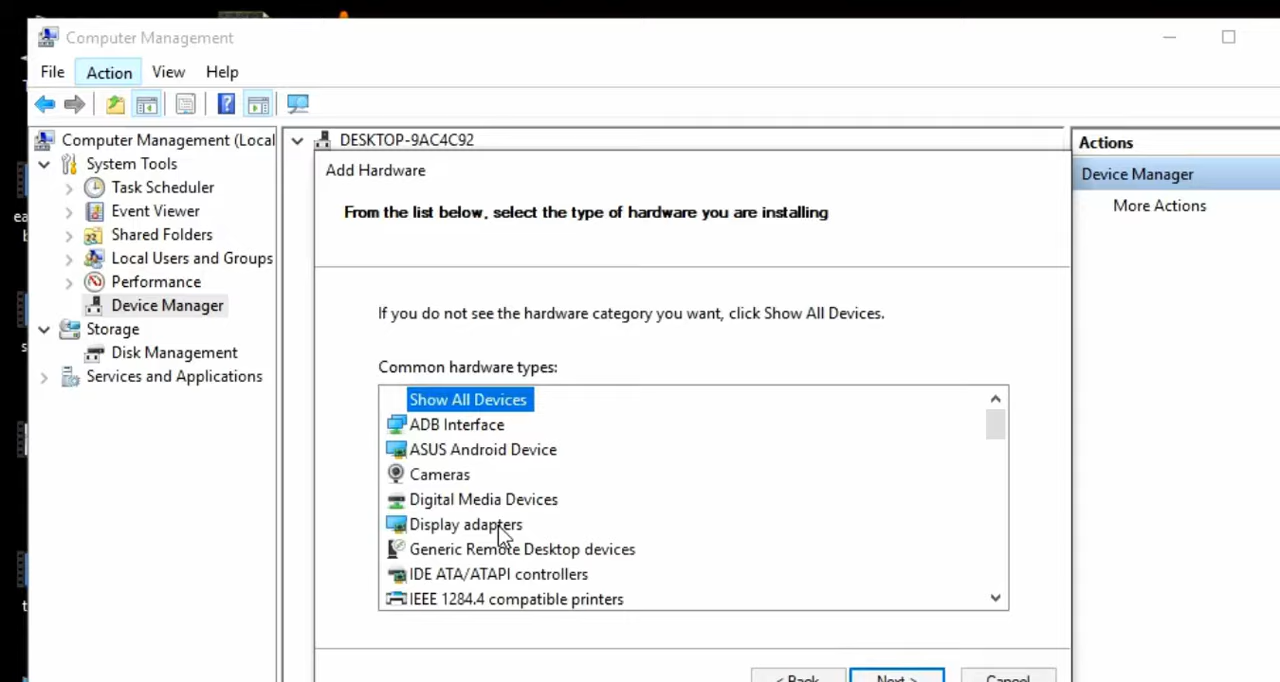 Computer Management
File Action View Help
Computer Management (Local
System Tools
Task Scheduler
Event Viewer
Shared Folders
Local Users and Groups
Performance
Device Manager
Storage
Disk Management
Services and Applications
DESKTOP-9AC4C92
Add Hardware
From the list below, select the type of hardware you are installing
If you do not see the hardware category you want, click Show All Devices.
Common hardware types:
Show All Devices
ADB Interface
ASUS Android Device
Cameras
Digital Media Devices
Display adapters
Generic Remote Desktop devices
IDE ATA/ATAPI controllers
IEEE 1284.4 compatible printers
< Back Next > Cancel
Actions
Device Manager
More Actions